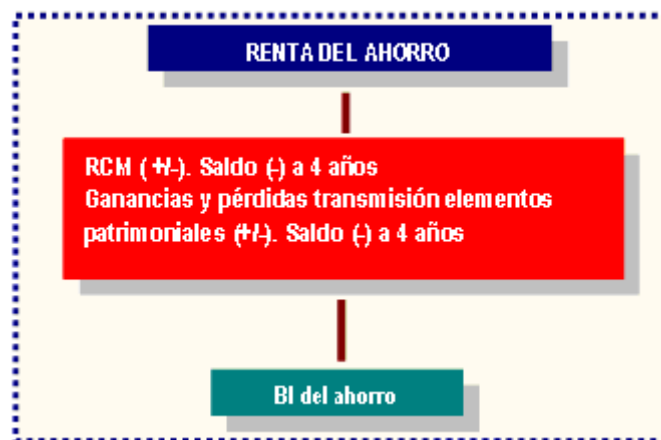 RENTA DEL AHORRO
RCM (+/-). Saldo (-) a 4 años
Ganancias y pérdidas transmisión elementos
patrimoniales (+/-). Saldo (-) a 4 años
BI del ahorro